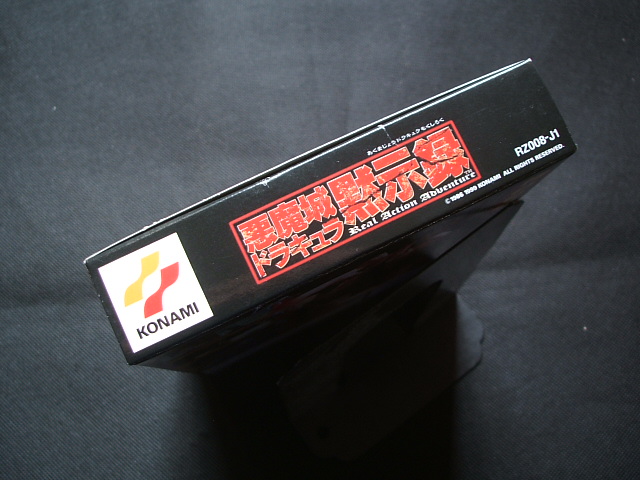 あくまじょうドラキュラもくしろく
悪魔城
ドラキュラ
黙示録
Real Action Adventure
KONAMI
RZ008-J1
© 1986 1999 KONAMI ALL RIGHTS RESERVED.